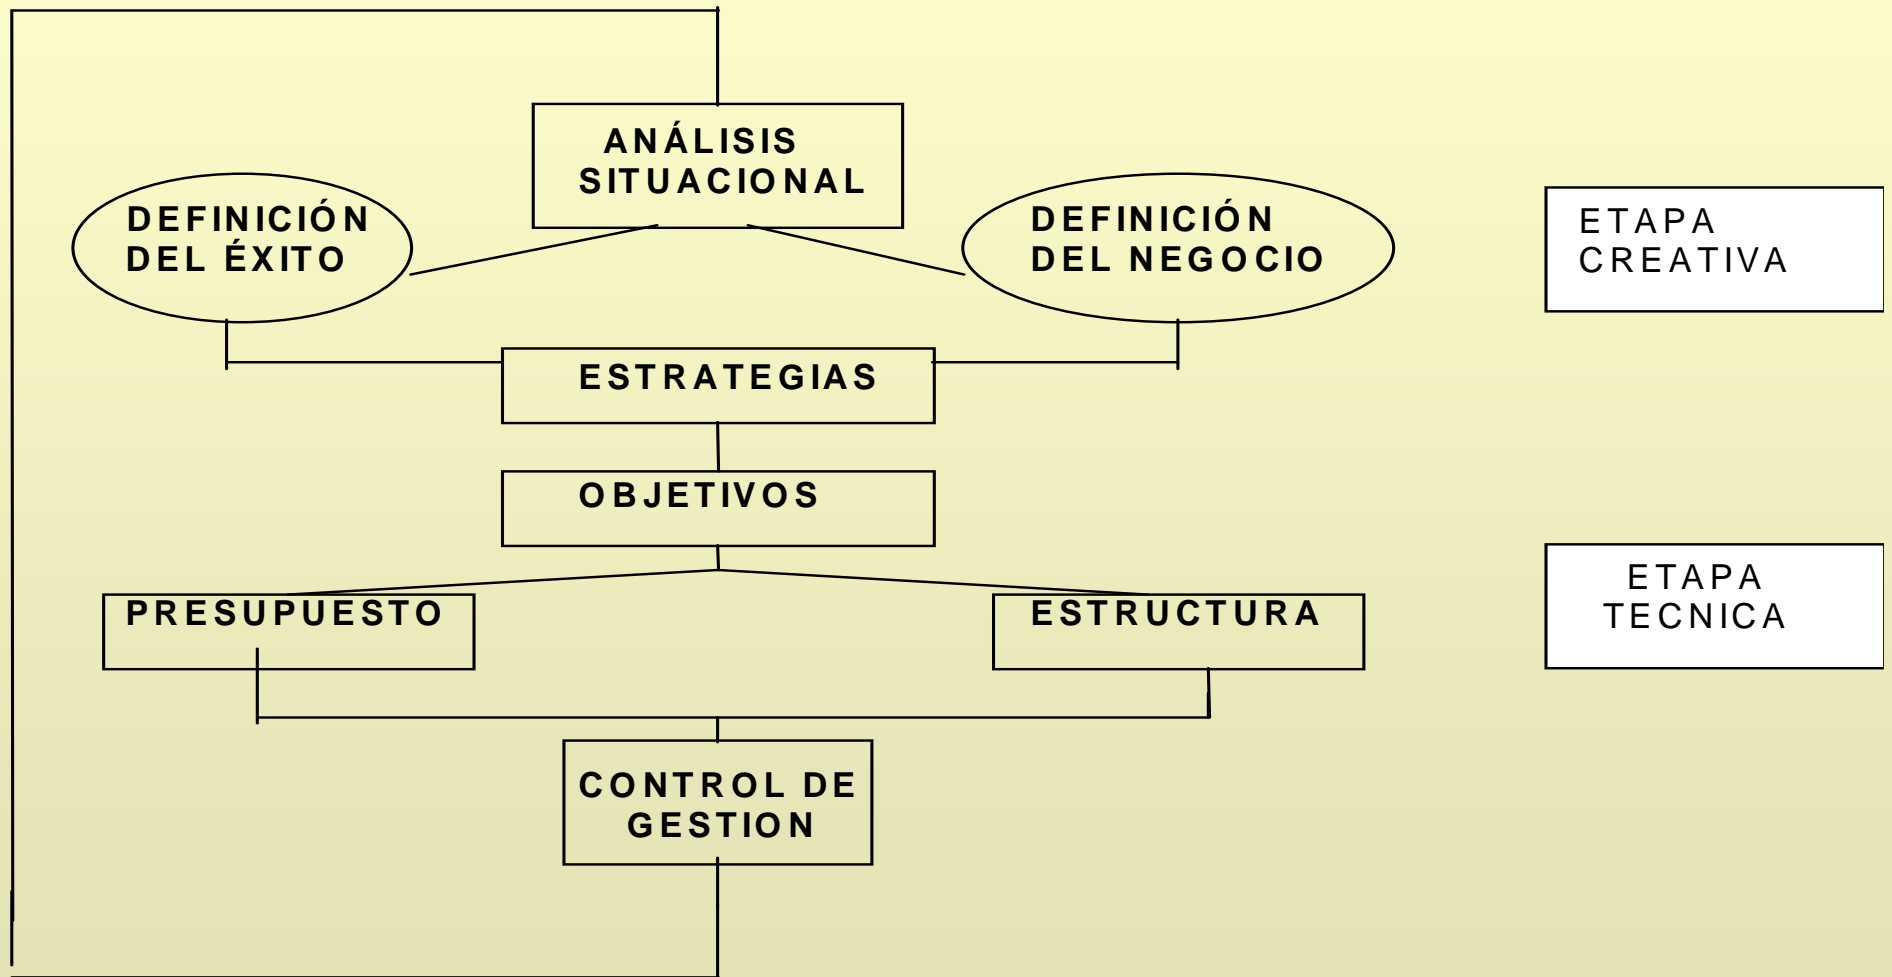 ANÁLISIS
SITUACIONAL
DEFINICIÓN
DEL ÉXITO
DEFINICIÓN
DEL NEGOCIO
ETAPA
CREATIVA
ESTRATEGIAS
OBJETIVOS
ETAPA
TECNICA
PRESUPUESTO
ESTRUCTURA
CONTROL DE
GESTION